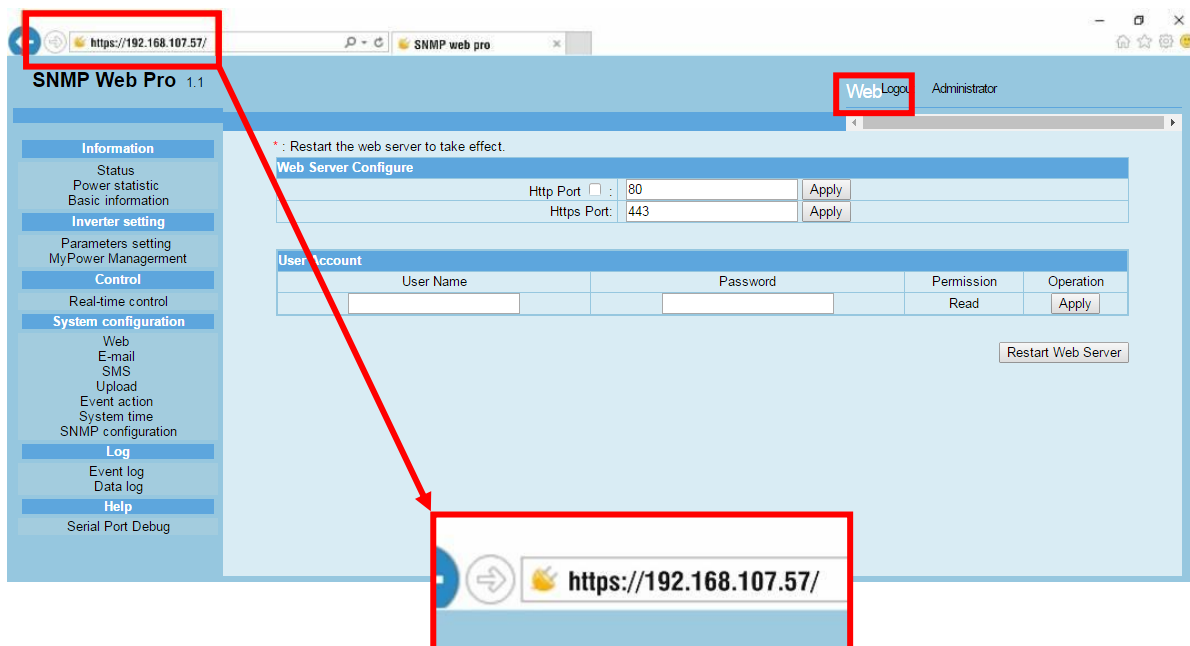 https://192.168.107.57/
SNMP web pro
SNMP Web Pro 1.1
Web Logou Administrator
Information
Status
Power statistic
Basic information
Inverter setting
Parameters setting
MyPower Managerment
Control
Real-time control
System configuration
Web
E-mail
SMS
Upload
Event action
System time
SNMP configuration
Log
Event log
Data log
Help
Serial Port Debug
* : Restart the web server to take effect.
Web Server Configure
Http Port : 80 Apply
Https Port: 443 Apply
User Account
User Name Password Permission Operation
Read Apply
Restart Web Server
https://192.168.107.57/